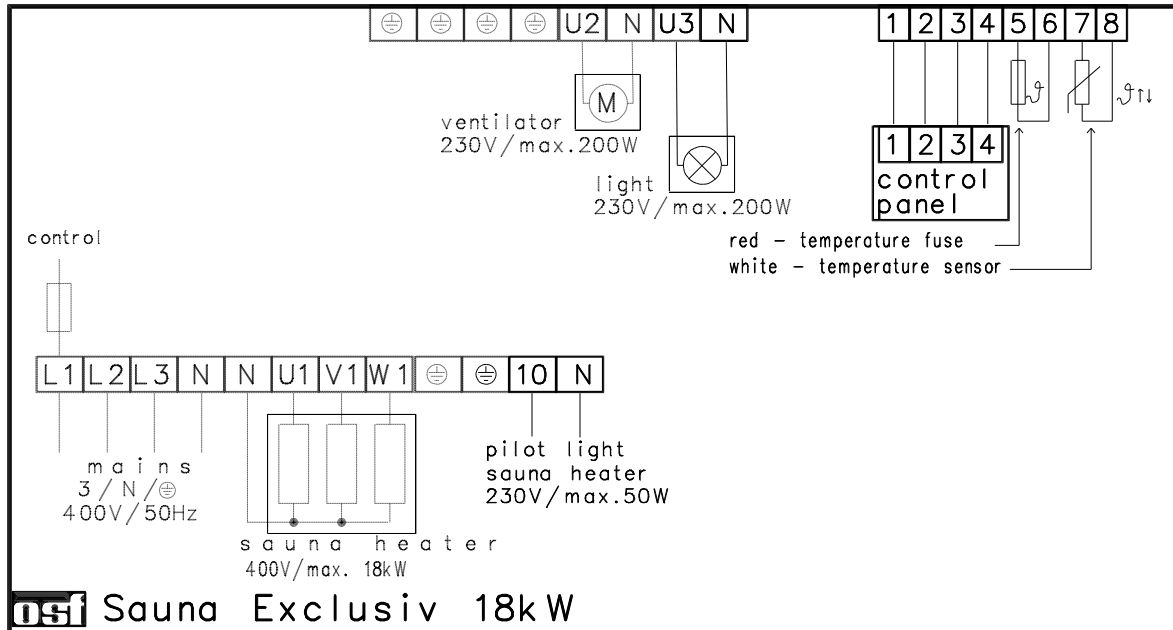 U2 N U3 N
1 2 3 4 5 6 7 8
M
ϑ
ϑ↑↓
ventilator
230V/max.200W
light
230V/max.200W
1 2 3 4
control
panel
red – temperature fuse
white – temperature sensor
control
L1 L2 L3 N N U1 V1 W1 10 N
mains
3/N/⏚
400V/50Hz
pilot light
sauna heater
230V/max.50W
sauna heater
400V/max. 18kW
osf Sauna Exclusiv 18kW